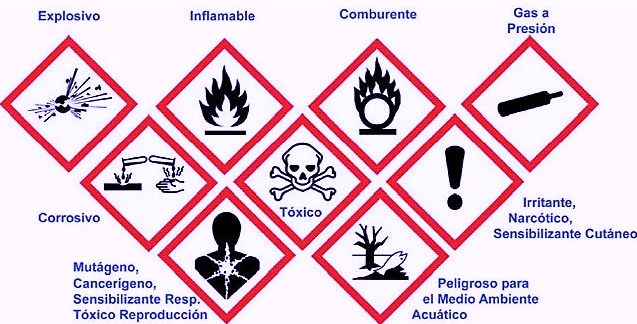 Explosivo
Inflamable
Comburente
Gas a
Presión
Corrosivo
Tóxico
Irritante,
Narcótico,
Sensibilizante Cutáneo
Mutágeno,
Cancerígeno,
Sensibilizante Resp.
Tóxico Reproducción
Peligroso para
el Medio Ambiente
Acuático